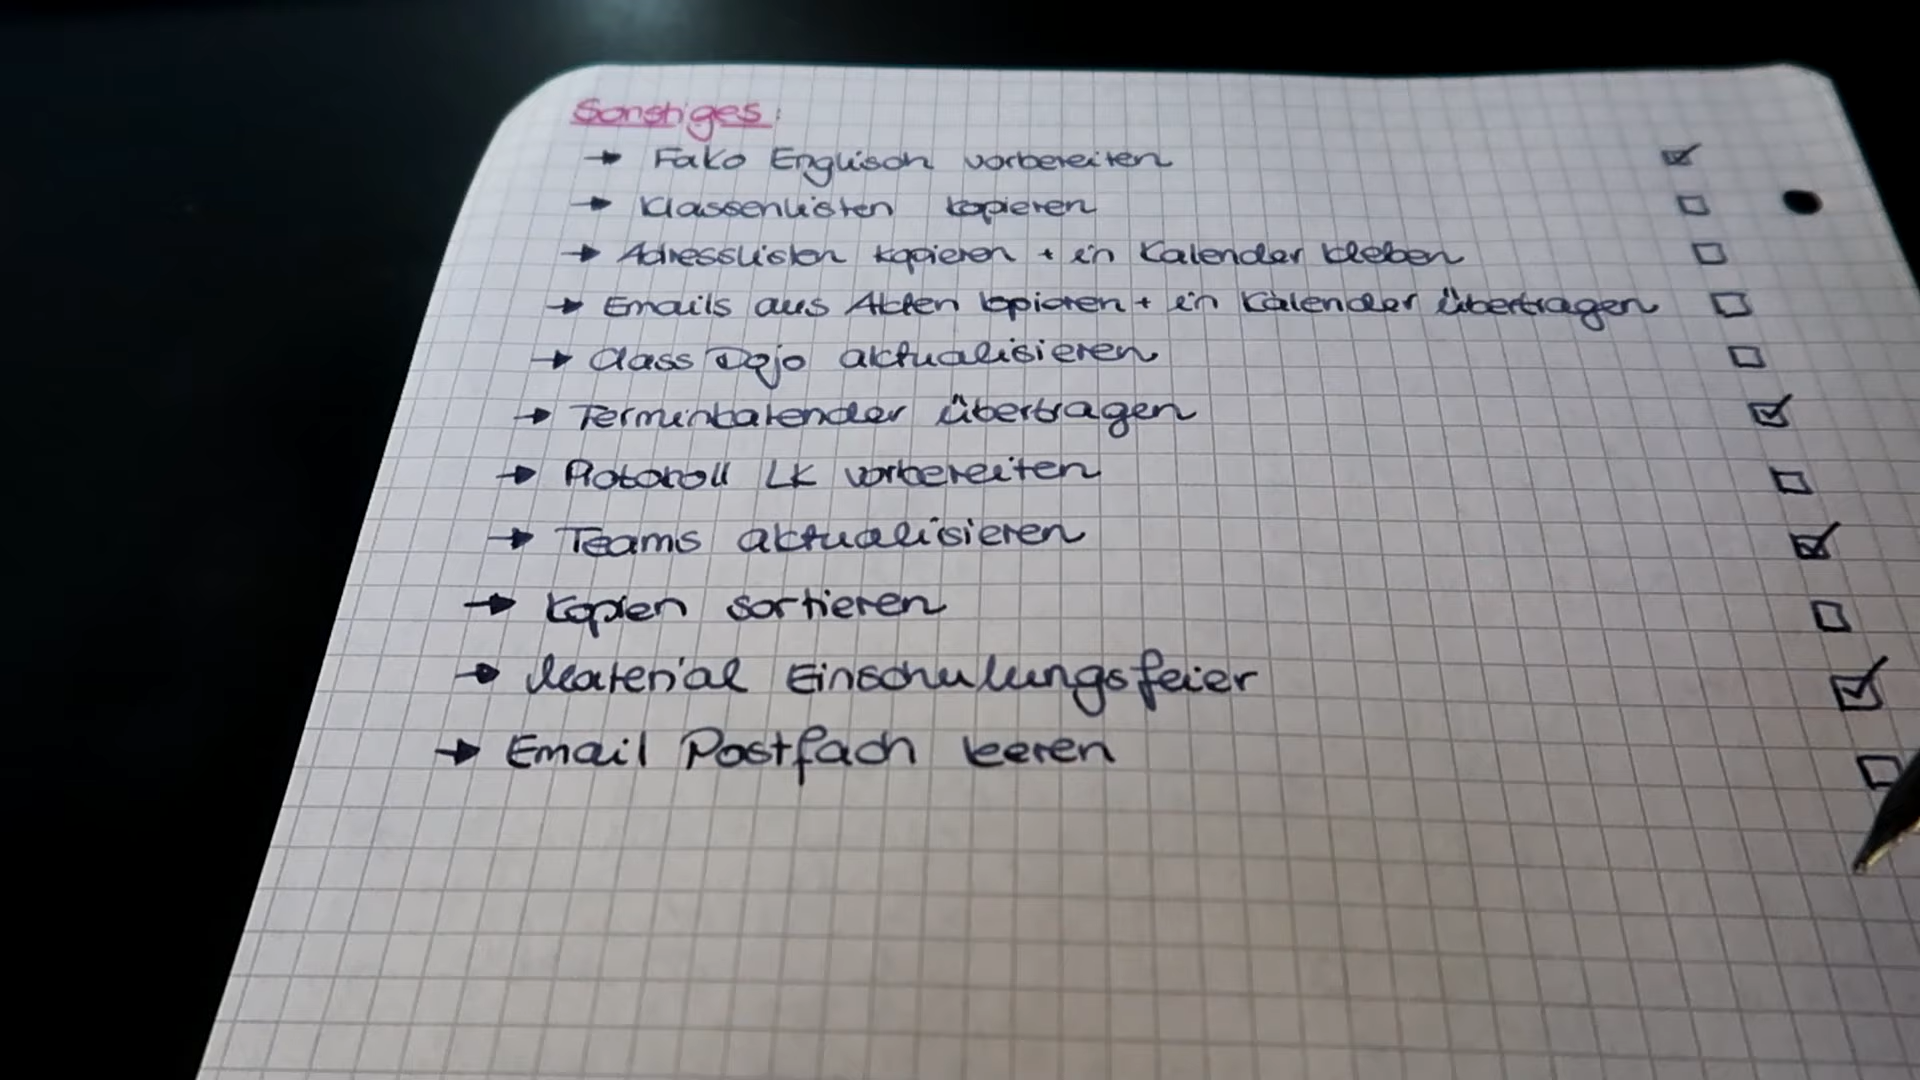 Sonstiges:
→ Fako Englisch vorbereiten ☑
→ Klassenlisten kopieren ☐
→ Adresslisten kopieren + in Kalender kleben ☐
→ Emails aus Akten kopieren + in Kalender übertragen ☐
→ Class Dojo aktualisieren ☐
→ Terminkalender übertragen ☑
→ Protokoll LK vorbereiten ☐
→ Teams aktualisieren ☑
→ Kopien sortieren ☐
→ Material Einschulungsfeier ☑
→ Email Postfach leeren ☐